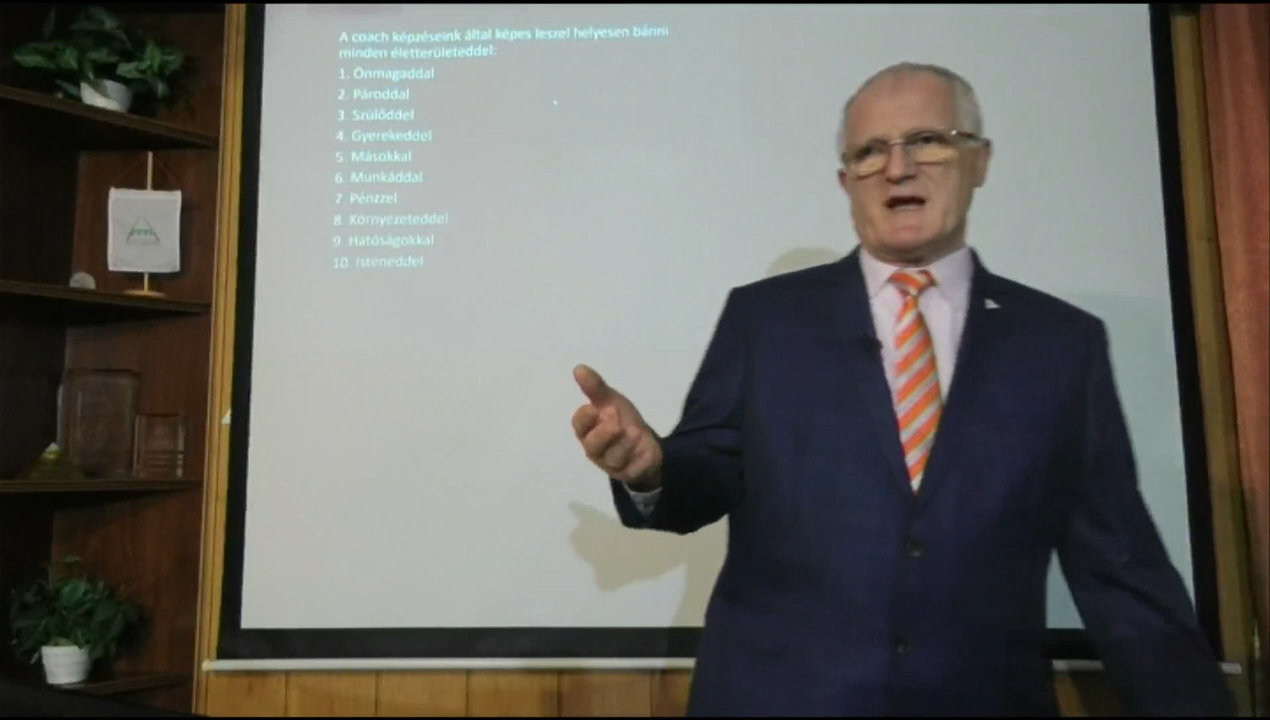 A coach képzéseink által képes leszel helyesen bánni
minden életterületeddel:
1. Önmagaddal
2. Pároddal
3. Szülőddel
4. Gyerekeddel
5. Másokkal
6. Munkáddal
7. Pénzzel
8. Környezeteddel
9. Hatóságokkal
10. Isteneddel